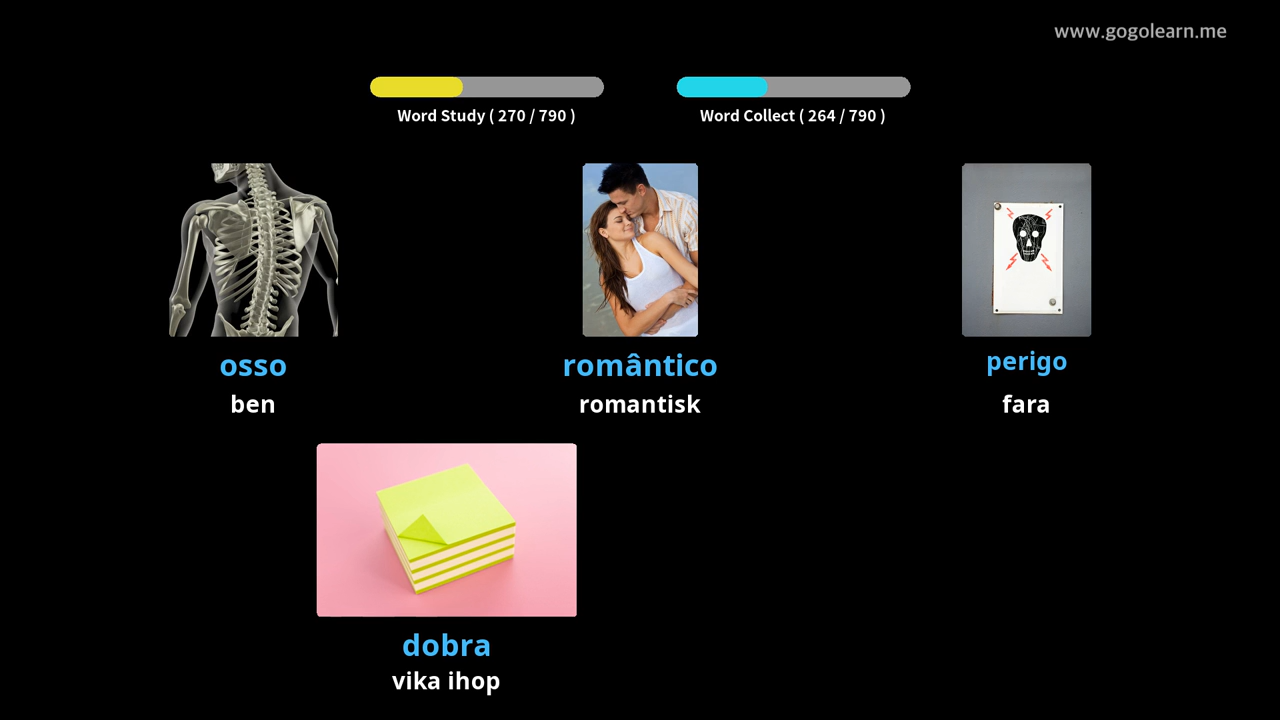 www.gogolearn.me
Word Study ( 270 / 790 )
Word Collect ( 264 / 790 )
osso
romântico
perigo
ben
romantisk
fara
dobra
vika ihop